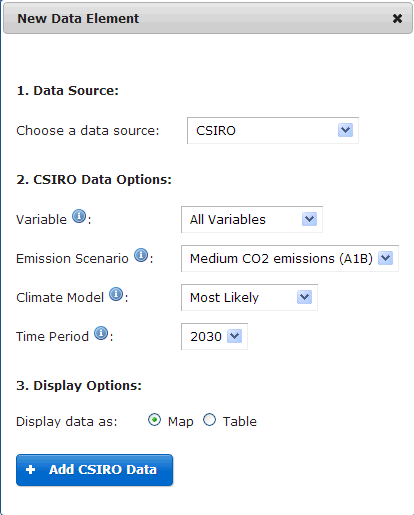 New Data Element
1. Data Source:
Choose a data source: CSIRO
2. CSIRO Data Options:
Variable : All Variables
Emission Scenario : Medium CO2 emissions (A1B)
Climate Model : Most Likely
Time Period : 2030
3. Display Options:
Display data as: Map Table
+ Add CSIRO Data